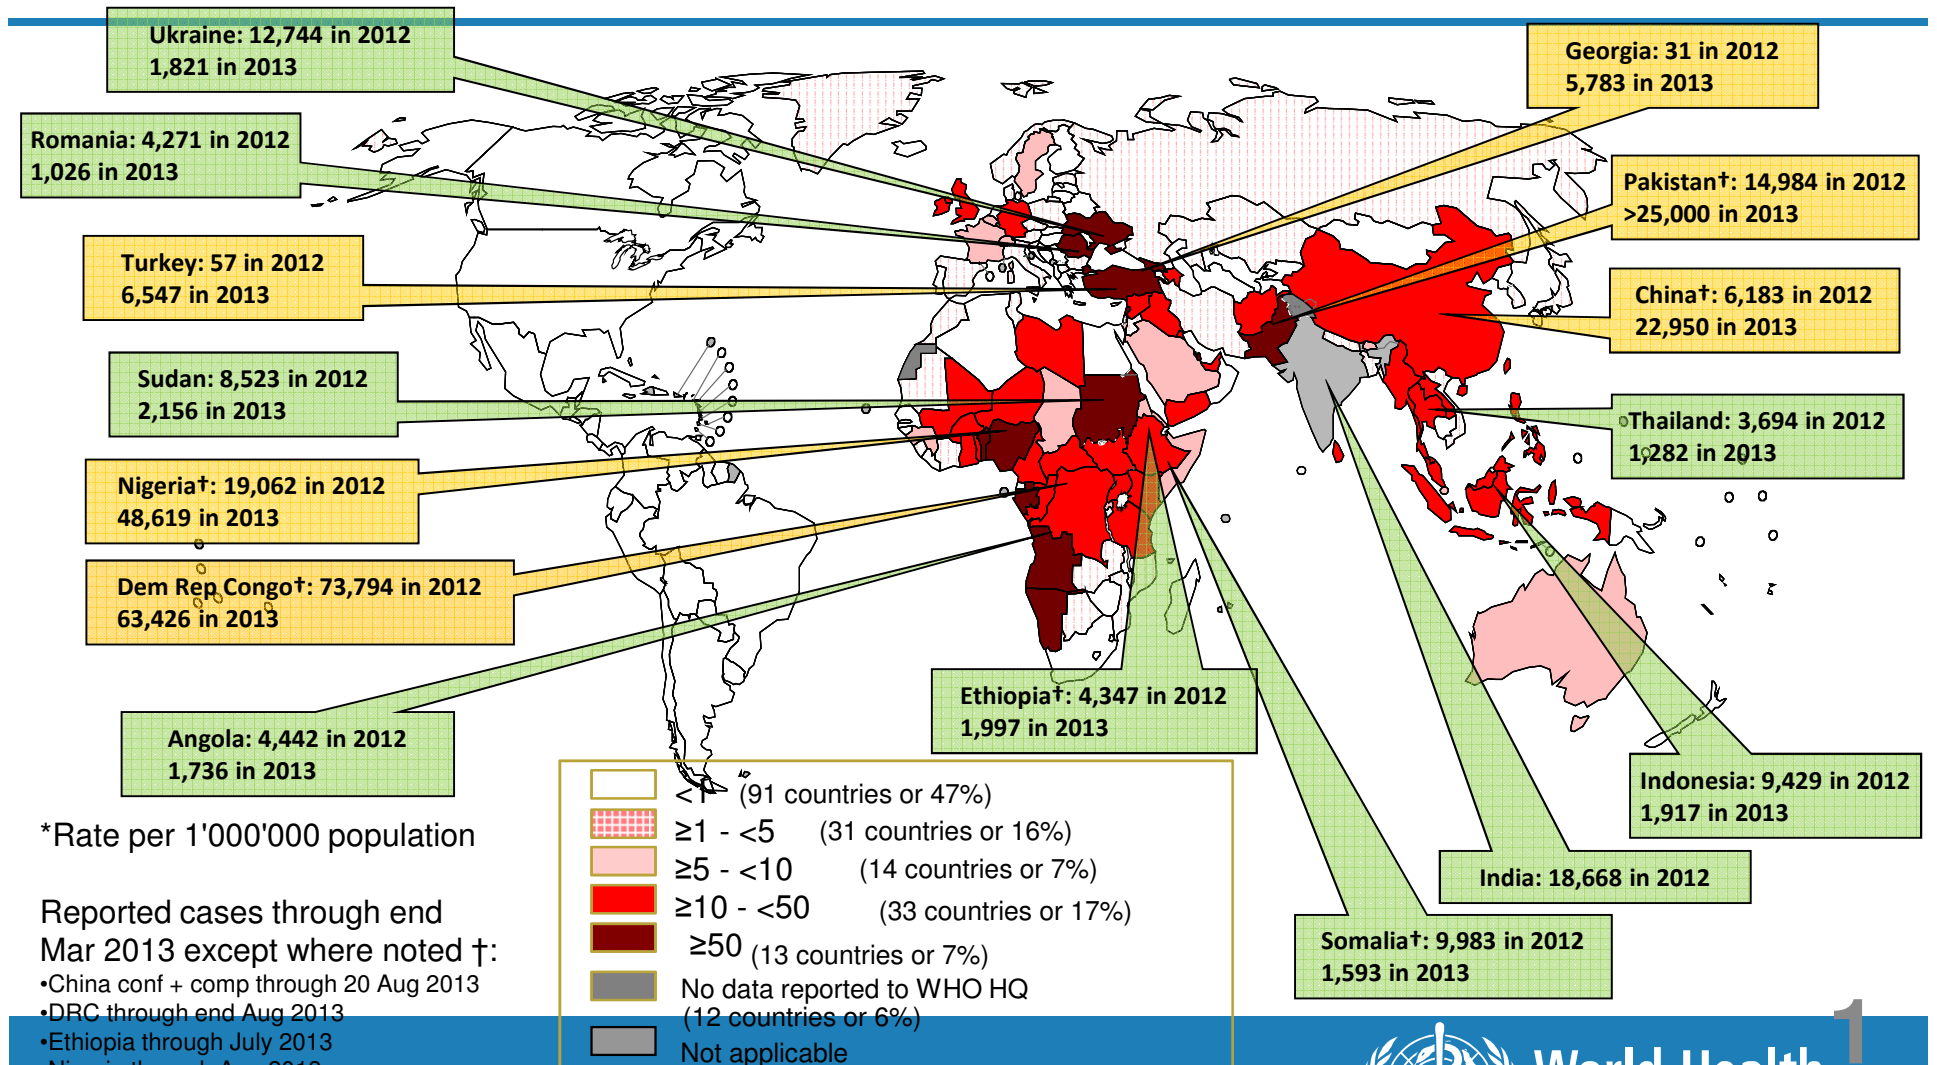 Ukraine: 12,744 in 2012
1,821 in 2013
Georgia: 31 in 2012
5,783 in 2013
Romania: 4,271 in 2012
1,026 in 2013
Pakistan†: 14,984 in 2012
>25,000 in 2013
Turkey: 57 in 2012
6,547 in 2013
China†: 6,183 in 2012
22,950 in 2013
Sudan: 8,523 in 2012
2,156 in 2013
Thailand: 3,694 in 2012
1,282 in 2013
Nigeria†: 19,062 in 2012
48,619 in 2013
Dem Rep Congo†: 73,794 in 2012
63,426 in 2013
Ethiopia†: 4,347 in 2012
1,997 in 2013
Angola: 4,442 in 2012
1,736 in 2013
Indonesia: 9,429 in 2012
1,917 in 2013
India: 18,668 in 2012
Somalia†: 9,983 in 2012
1,593 in 2013
*Rate per 1'000'000 population
Reported cases through end
Mar 2013 except where noted †:
•China conf + comp through 20 Aug 2013
•DRC through end Aug 2013
•Ethiopia through July 2013
<1 (91 countries or 47%)
≥1 - <5 (31 countries or 16%)
≥5 - <10 (14 countries or 7%)
≥10 - <50 (33 countries or 17%)
≥50 (13 countries or 7%)
No data reported to WHO HQ
(12 countries or 6%)
Not applicable
World Health
1